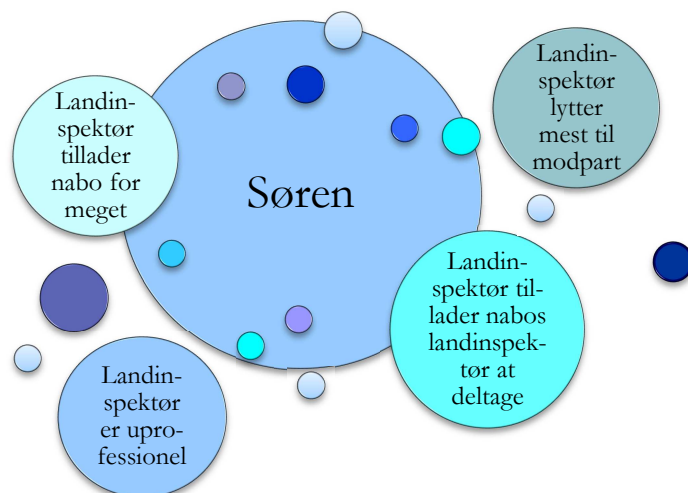 Landin-
spektør
tillader
nabo for
meget
Søren
Landin-
spektør
lytter
mest til
modpart
Landin-
spektør til-
lader nabos
landinspek-
tør at
deltage
Landin-
spektør
er upro-
fessionel